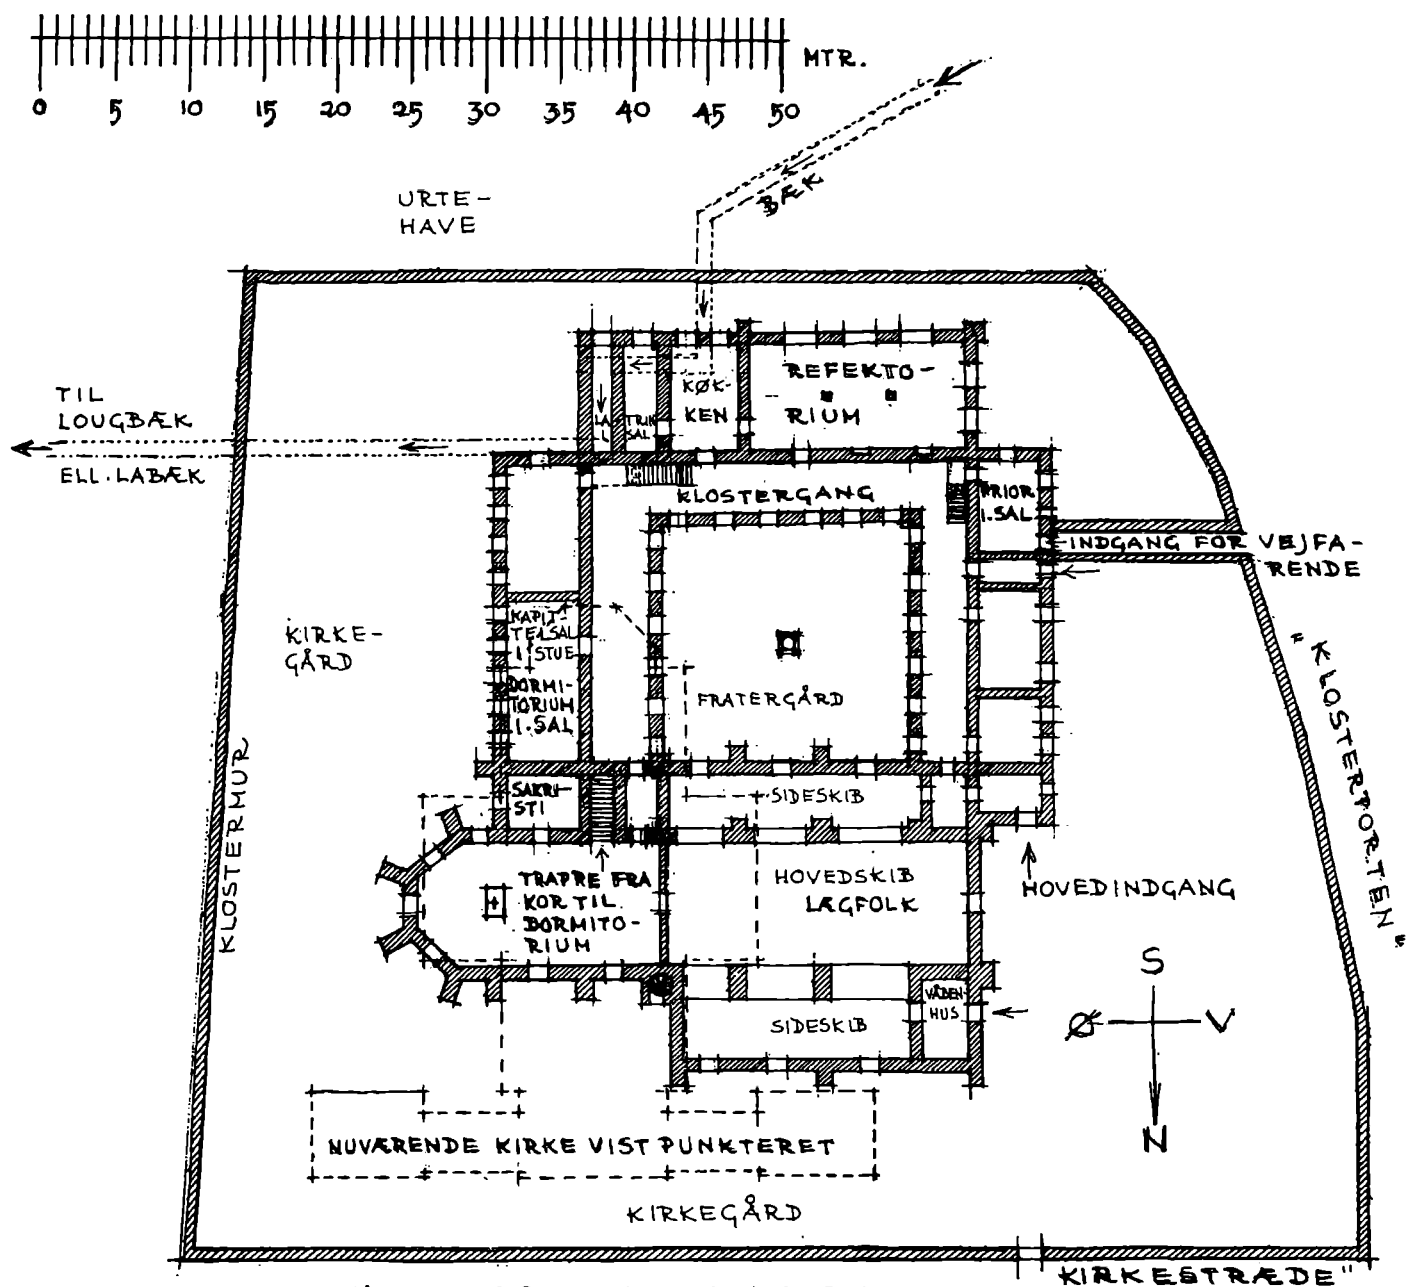 MTR.
0 5 10 15 20 25 30 35 40 45 50
BÆK
URTE-
HAVE
TIL
LOUGBÆK
ELL. LABÆK
REFEKTO-
RIUM
KØK-
KEN
TRIN
SAL
KLOSTERGANG
PRIOR
1. SAL
INDGANG FOR VEJFA-
RENDE
KIRKE-
GÅRD
KAPIT-
TELSAL
I STUE
DORMI-
TORIUM
1. SAL
FRATERGÅRD
"KLOSTERPORTEN"
KLOSTERMUR
SAKRI-
STI
SIDESKIB
TRAPPE FRA
KOR TIL
DORMITO-
RIUM
HOVEDSKIB
LÆGFOLK
HOVEDINDGANG
VÅBEN-
HUS
SIDESKIB
S
Ø V
N
NUVÆRENDE KIRKE VIST PUNKTERET
KIRKEGÅRD
KIRKESTRÆDE"